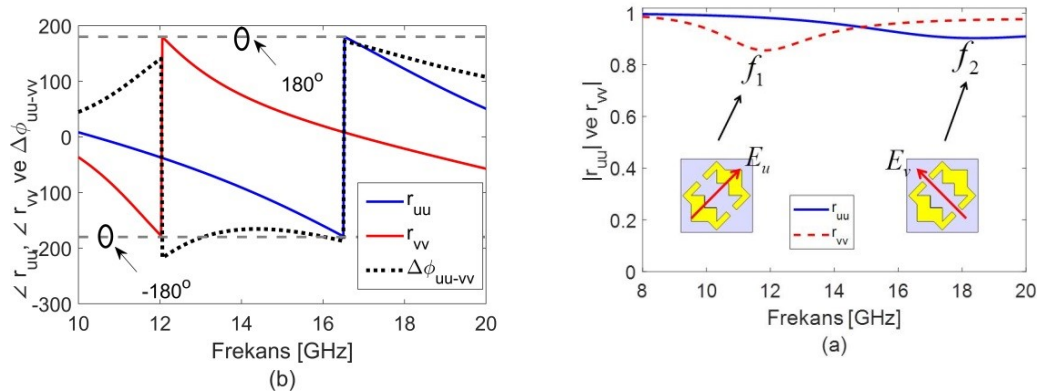 200
100
0
-100
-200
-300
10
12
14
16
18
20
∠ r_uu, ∠ r_vv ve Δϕ_uu-vv
180°
-180°
r_uu
r_vv
Δϕ_uu-vv
Frekans [GHz]
(b)
1
0.8
0.6
0.4
0.2
0
8
10
12
14
16
18
20
|r_uu| ve r_vv|
f_1
f_2
E_u
E_v
r_uu
r_vv
Frekans [GHz]
(a)